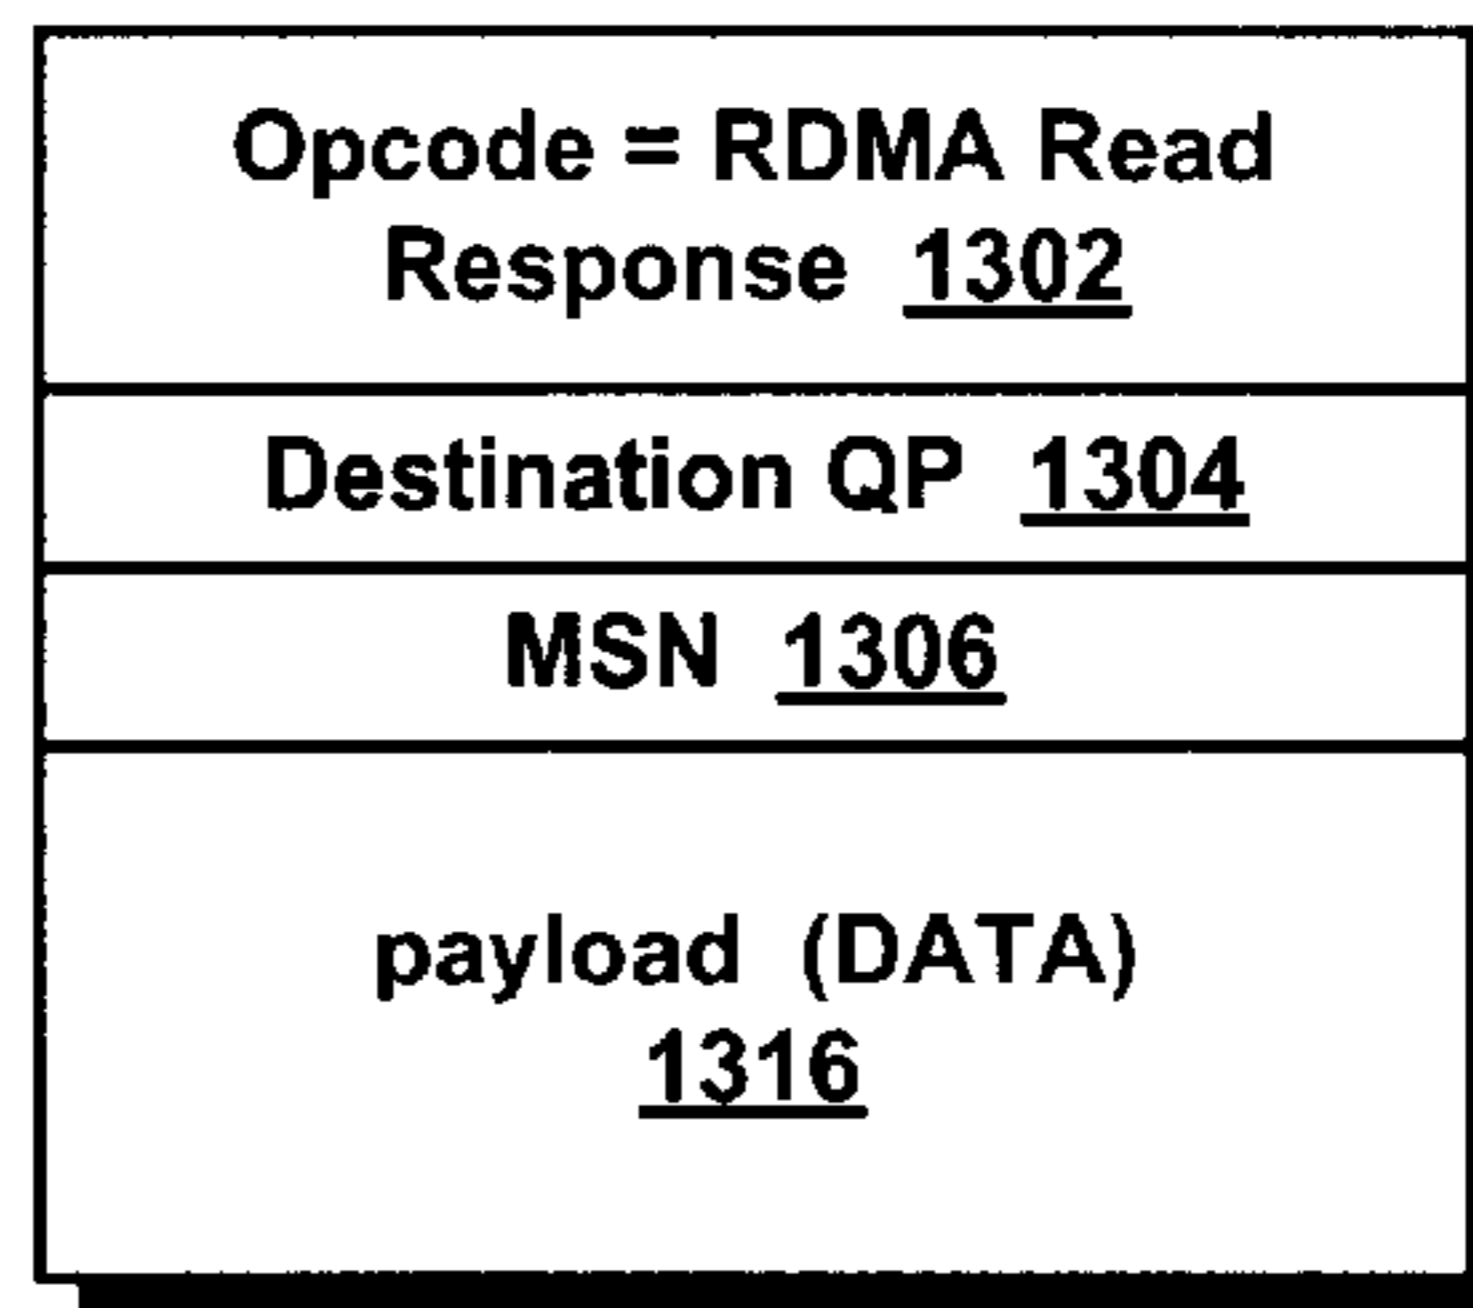 Opcode = RDMA Read
Response 1302
Destination QP 1304
MSN 1306
payload (DATA)
1316